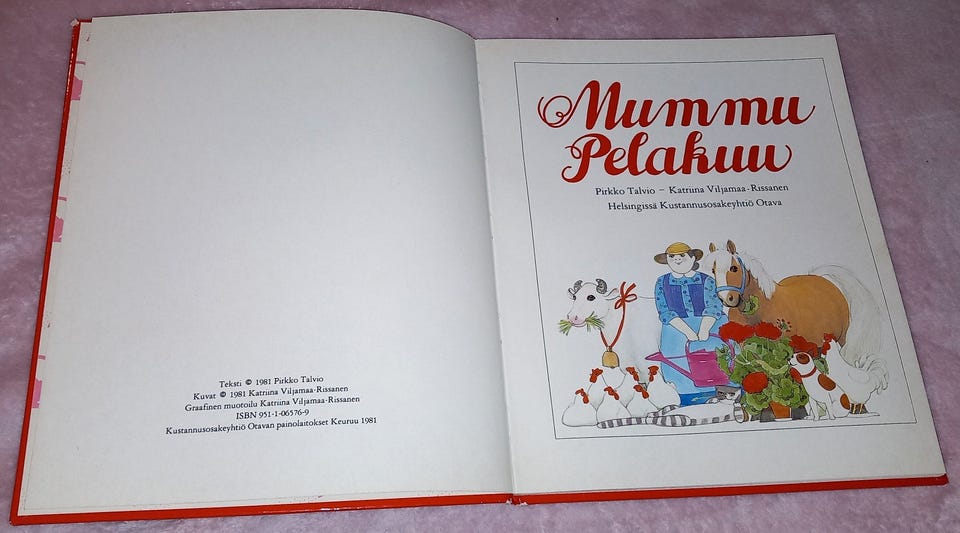 Teksti © 1981 Pirkko Talvio
Kuvat © 1981 Katriina Viljamaa-Rissanen
Graafinen muotoilu Katriina Viljamaa-Rissanen
ISBN 951-1-06576-9
Kustannusosakeyhtiö Otavan painolaitokset Keuruu 1981
Mummu
Pelakuu
Pirkko Talvio – Katriina Viljamaa-Rissanen
Helsingissä Kustannusosakeyhtiö Otava